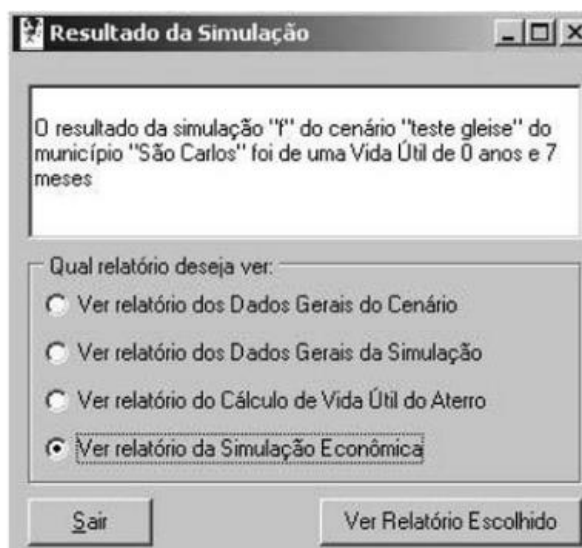 Resultado da Simulação
O resultado da simulação "f" do cenário "teste gleise" do
município "São Carlos" foi de uma Vida Útil de 0 anos e 7
meses
Qual relatório deseja ver:
Ver relatório dos Dados Gerais do Cenário
Ver relatório dos Dados Gerais da Simulação
Ver relatório do Cálculo de Vida Útil do Aterro
Ver relatório da Simulação Econômica
Sair
Ver Relatório Escolhido